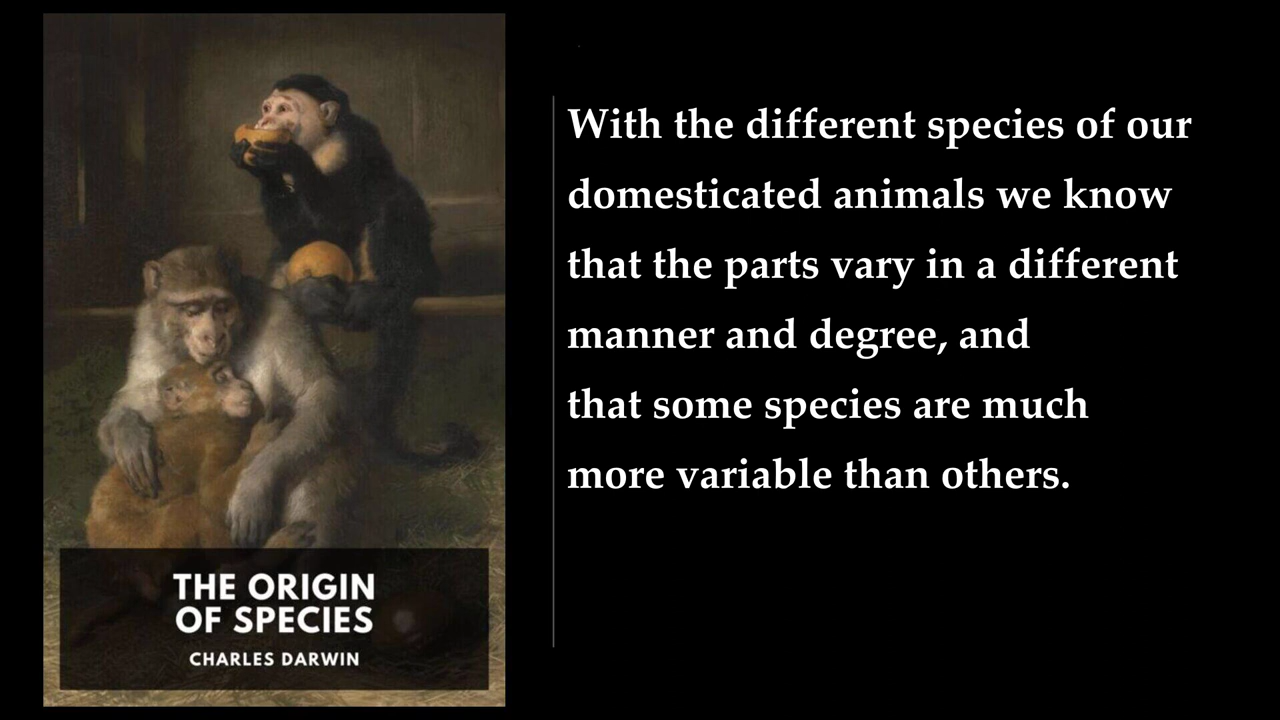 THE ORIGIN
OF SPECIES
CHARLES DARWIN
With the different species of our
domesticated animals we know
that the parts vary in a different
manner and degree, and
that some species are much
more variable than others.